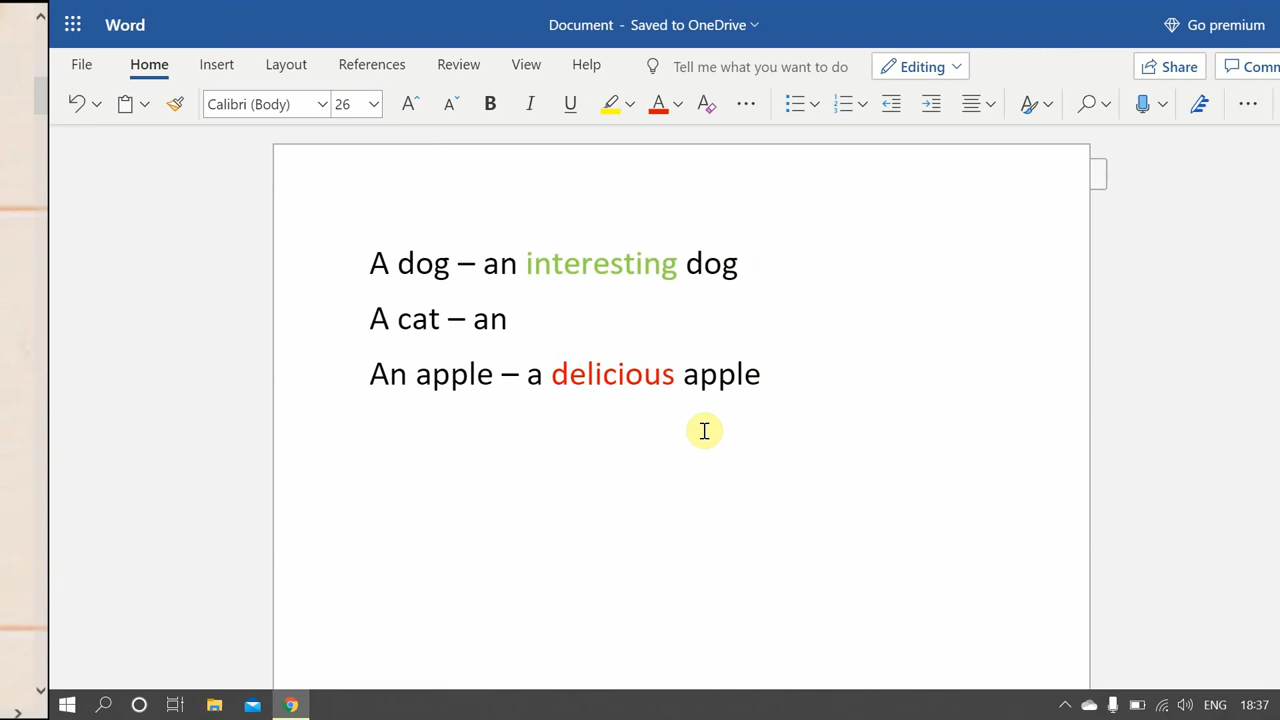 Word
Document - Saved to OneDrive
Go premium
File Home Insert Layout References Review View Help Tell me what you want to do Editing Share Comm
Calibri (Body) 26
A dog – an interesting dog
A cat – an
An apple – a delicious apple
ENG 18:37